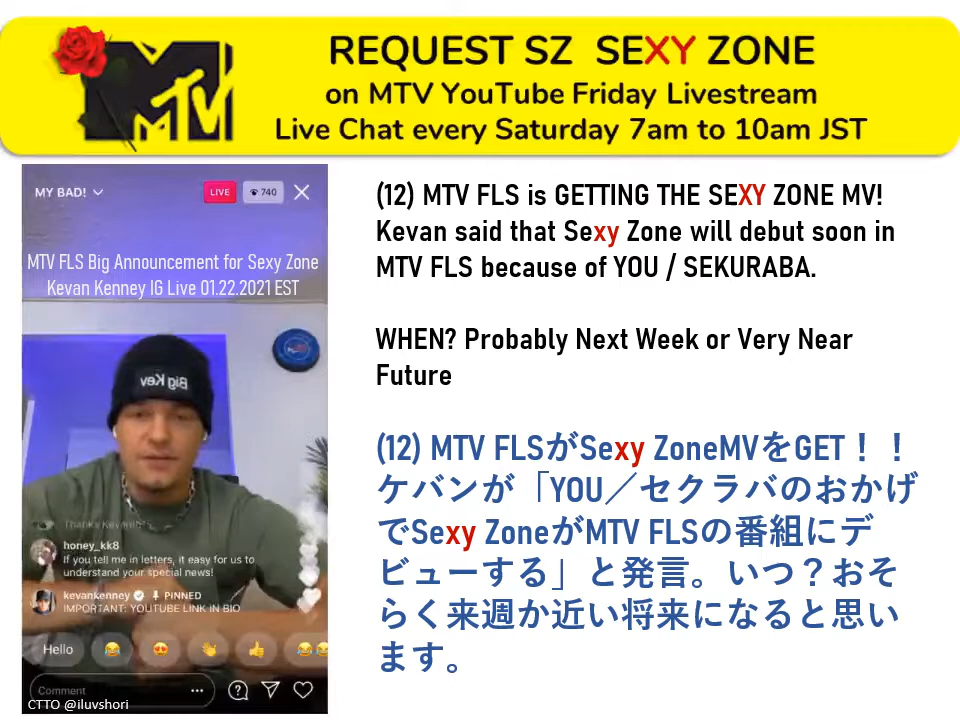 MTV
REQUEST SZ SEXY ZONE
on MTV YouTube Friday Livestream
Live Chat every Saturday 7am to 10am JST
MY BAD!
LIVE
740
MTV FLS Big Announcement for Sexy Zone
Kevan Kenney IG Live 01.22.2021 EST
Big Kev
honey_kk8
If you tell me in letters, it easy for us to
understand your special news!
kevankenney PINNED
IMPORTANT: YOUTUBE LINK IN BIO
Hello
Comment
CTTO @iluvshori
(12) MTV FLS is GETTING THE SEXY ZONE MV!
Kevan said that Sexy Zone will debut soon in
MTV FLS because of YOU / SEKURABA.
WHEN? Probably Next Week or Very Near
Future
(12) MTV FLSがSexy ZoneMVをGET！！
ケバンが「YOU／セクラバのおかげ
でSexy ZoneがMTV FLSの番組にデ
ビューする」と発言。いつ？おそ
らく来週か近い将来になると思い
ます。